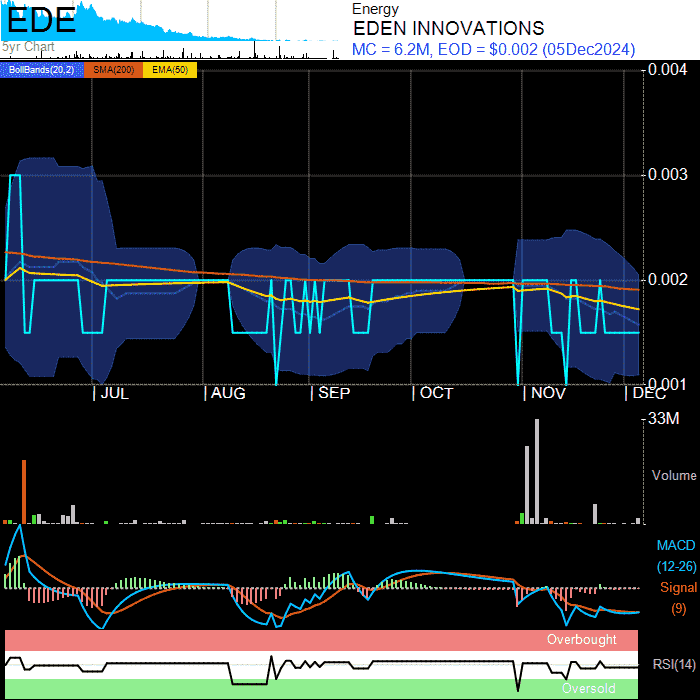 EDE
5yr Chart
Energy
EDEN INNOVATIONS
MC = 6.2M, EOD = $0.002 (05Dec2024)
BollBands(20,2) SMA(200) EMA(50)
0.004
0.003
0.002
0.001
JUL AUG SEP OCT NOV DEC
33M
Volume
MACD
(12-26)
Signal
(9)
Overbought
RSI(14)
Oversold